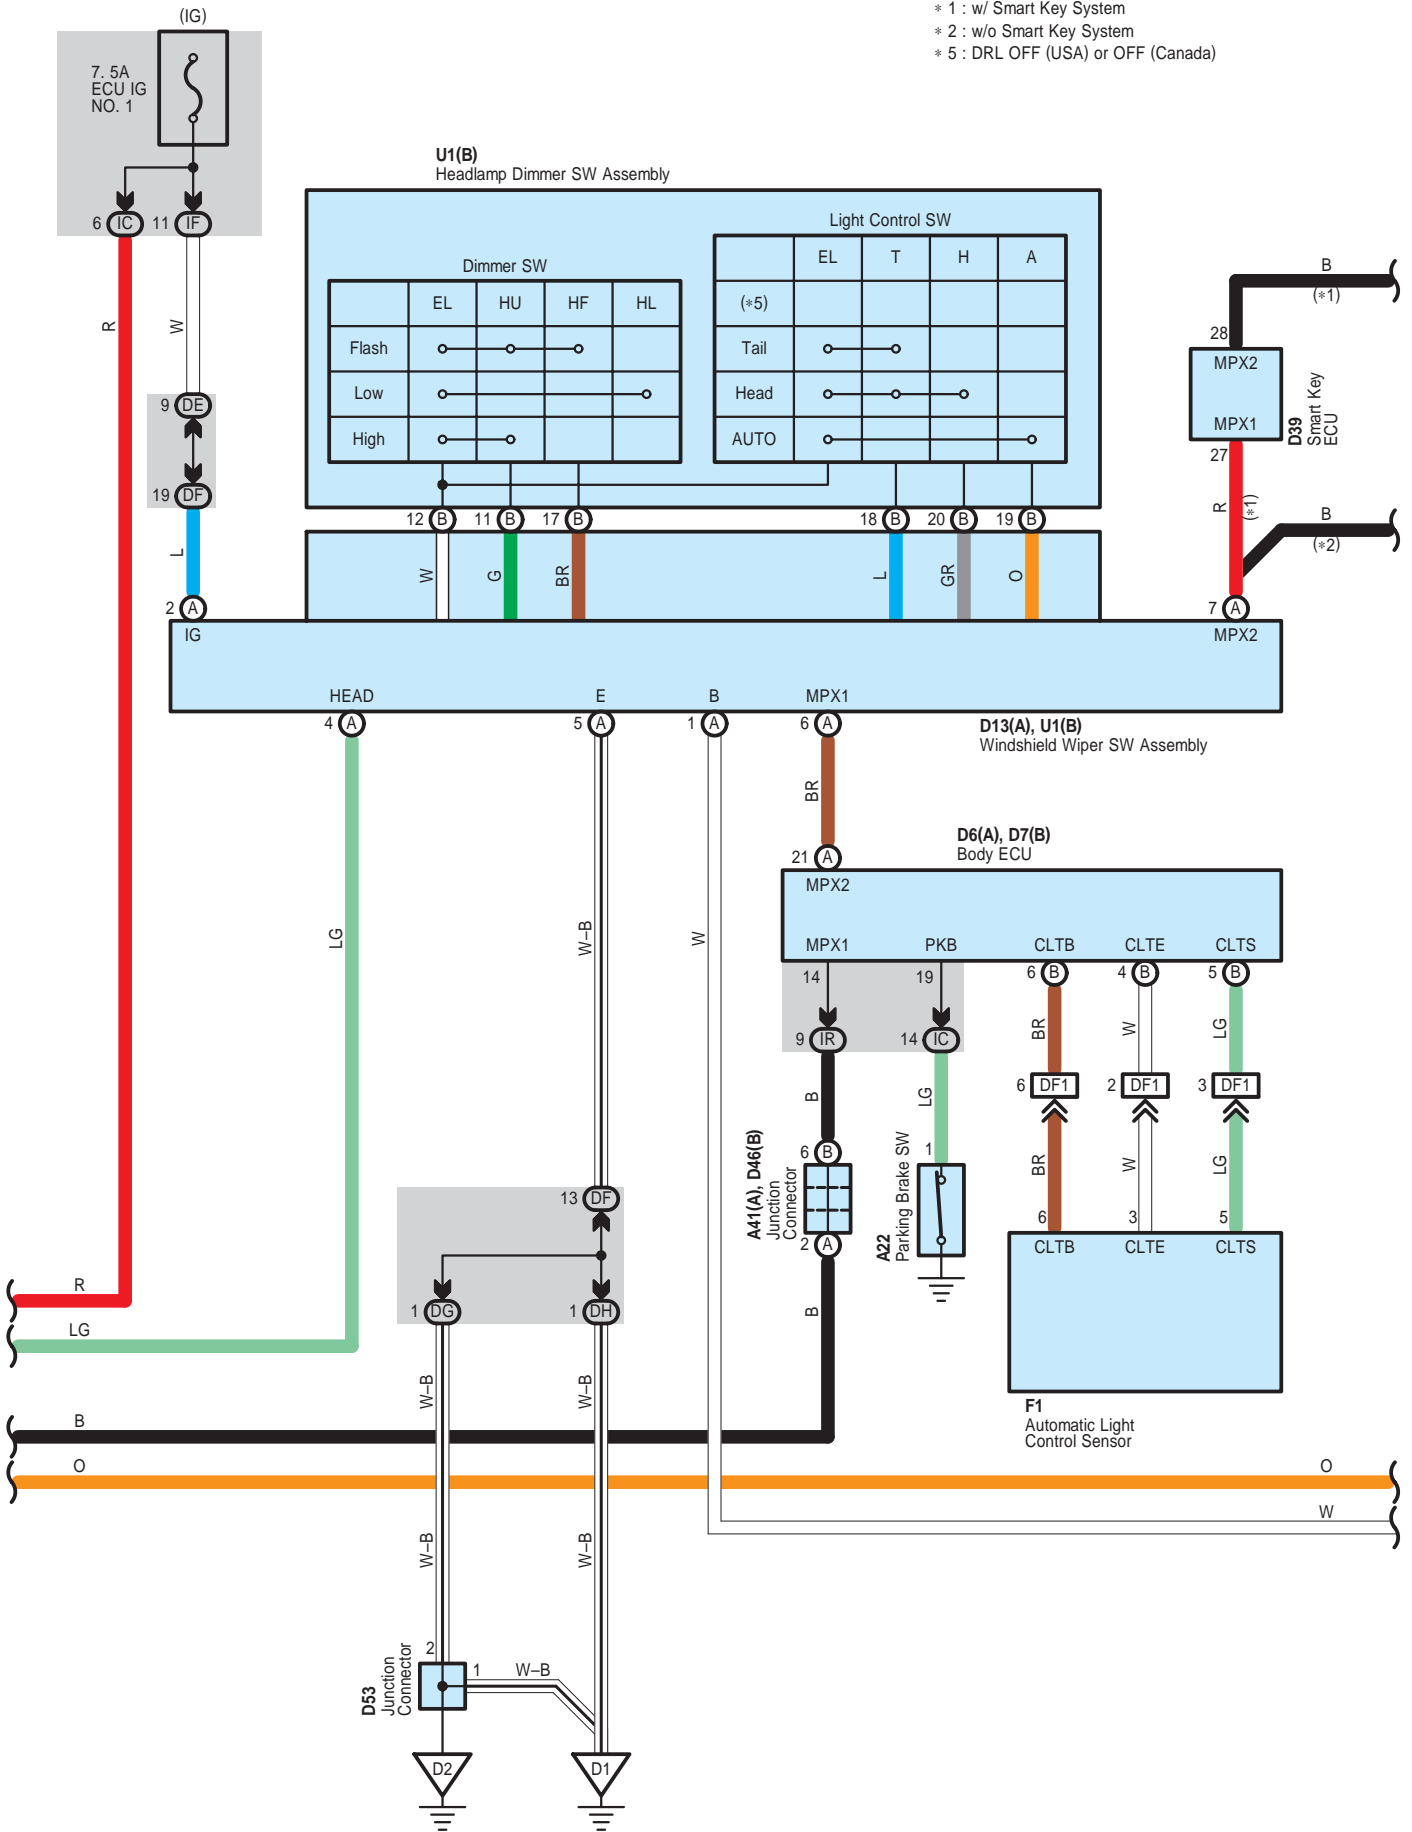 (IG)
∗ 1 : w/ Smart Key System
∗ 2 : w/o Smart Key System
∗ 5 : DRL OFF (USA) or OFF (Canada)
7. 5A
ECU IG
NO. 1
6 IC 11 IF
U1(B)
Headlamp Dimmer SW Assembly
Light Control SW
EL T H A
(∗5)
Tail
Head
AUTO
Dimmer SW
EL HU HF HL
Flash
Low
High
R
W
9 DE
19 DF
L
2 A
IG
12 B 11 B 17 B 18 B 20 B 19 B
W G BR L GR O
B
(∗1)
28
MPX2
MPX1
D39
Smart Key
ECU
27
R
(∗1)
B
(∗2)
7 A
MPX2
HEAD E B MPX1
4 A 5 A 1 A 6 A
D13(A), U1(B)
Windshield Wiper SW Assembly
BR
D6(A), D7(B)
Body ECU
21 A
MPX2
LG
W–B
W
MPX1 PKB CLTB CLTE CLTS
14 19 6 B 4 B 5 B
9 IR 14 IC
BR W LG
B LG
6 DF1 2 DF1 3 DF1
6 B
1
A41(A), D46(B)
Junction
Connector
A22
Parking Brake SW
BR W LG
6 3 5
CLTB CLTE CLTS
2 A
13 DF
1 DG 1 DH
B
R
LG
F1
Automatic Light
Control Sensor
W–B W–B
B
O O
W
W–B W–B
2
1 W–B
D53
Junction
Connector
D2 D1